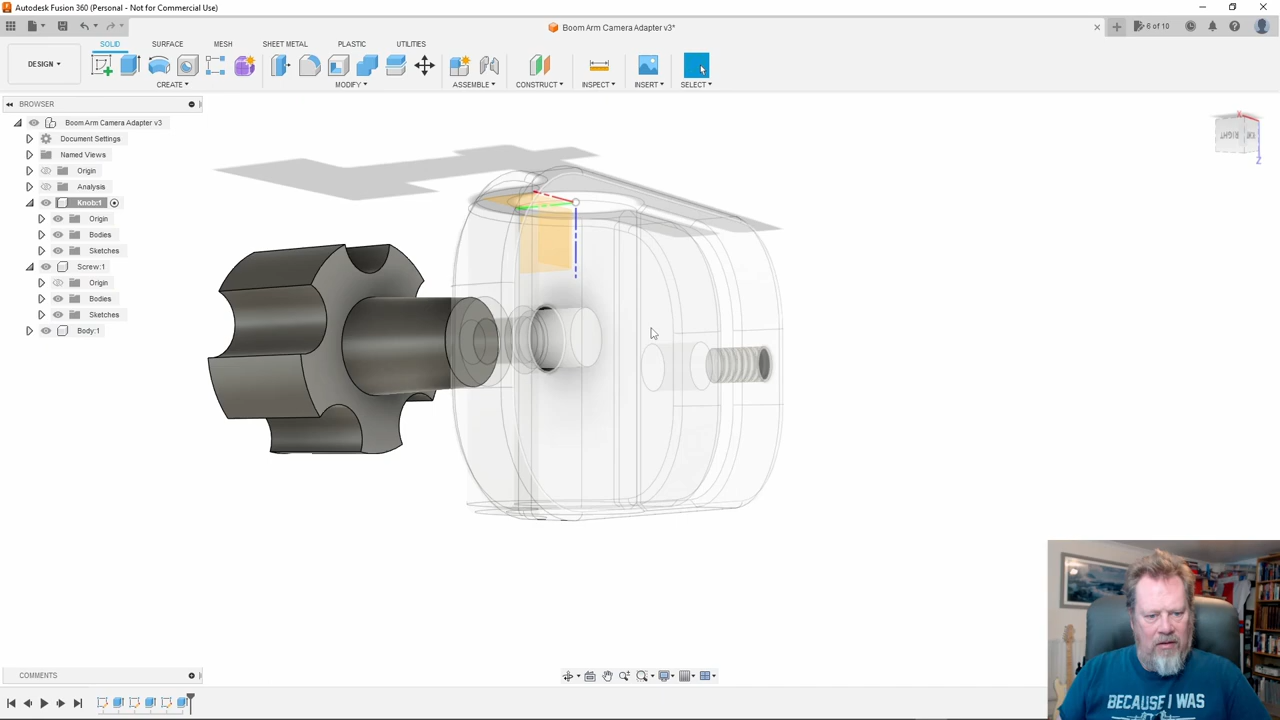 Autodesk Fusion 360 (Personal - Not for Commercial Use)
Boom Arm Camera Adapter v3*
6 of 10
SOLID SURFACE MESH SHEET METAL PLASTIC UTILITIES
DESIGN
CREATE MODIFY ASSEMBLE CONSTRUCT INSPECT INSERT SELECT
BROWSER
Boom Arm Camera Adapter v3
Document Settings
Named Views
Origin
Analysis
Knob:1
Origin
Bodies
Sketches
Screw:1
Origin
Bodies
Sketches
Body:1
X
RIGHT
Z
COMMENTS
BECAUSE I WAS